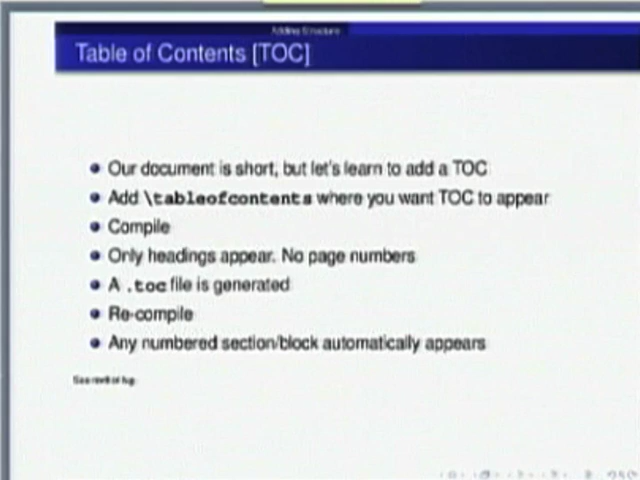 Adding Structure
Table of Contents [TOC]
Our document is short, but let's learn to add a TOC
Add \tableofcontents where you want TOC to appear
Compile
Only headings appear. No page numbers
A .toc file is generated
Re-compile
Any numbered section/block automatically appears